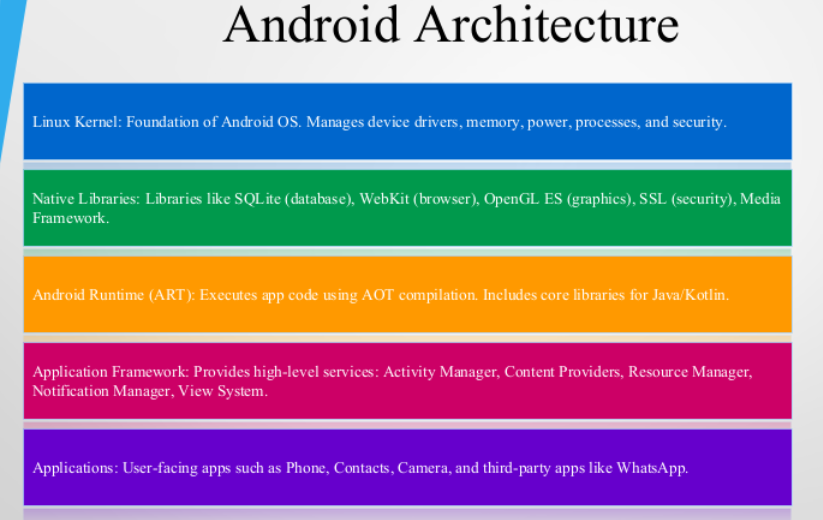 Android Architecture
Linux Kernel: Foundation of Android OS. Manages device drivers, memory, power, processes, and security.
Native Libraries: Libraries like SQLite (database), WebKit (browser), OpenGL ES (graphics), SSL (security), Media
Framework.
Android Runtime (ART): Executes app code using AOT compilation. Includes core libraries for Java/Kotlin.
Application Framework: Provides high-level services: Activity Manager, Content Providers, Resource Manager,
Notification Manager, View System.
Applications: User-facing apps such as Phone, Contacts, Camera, and third-party apps like WhatsApp.